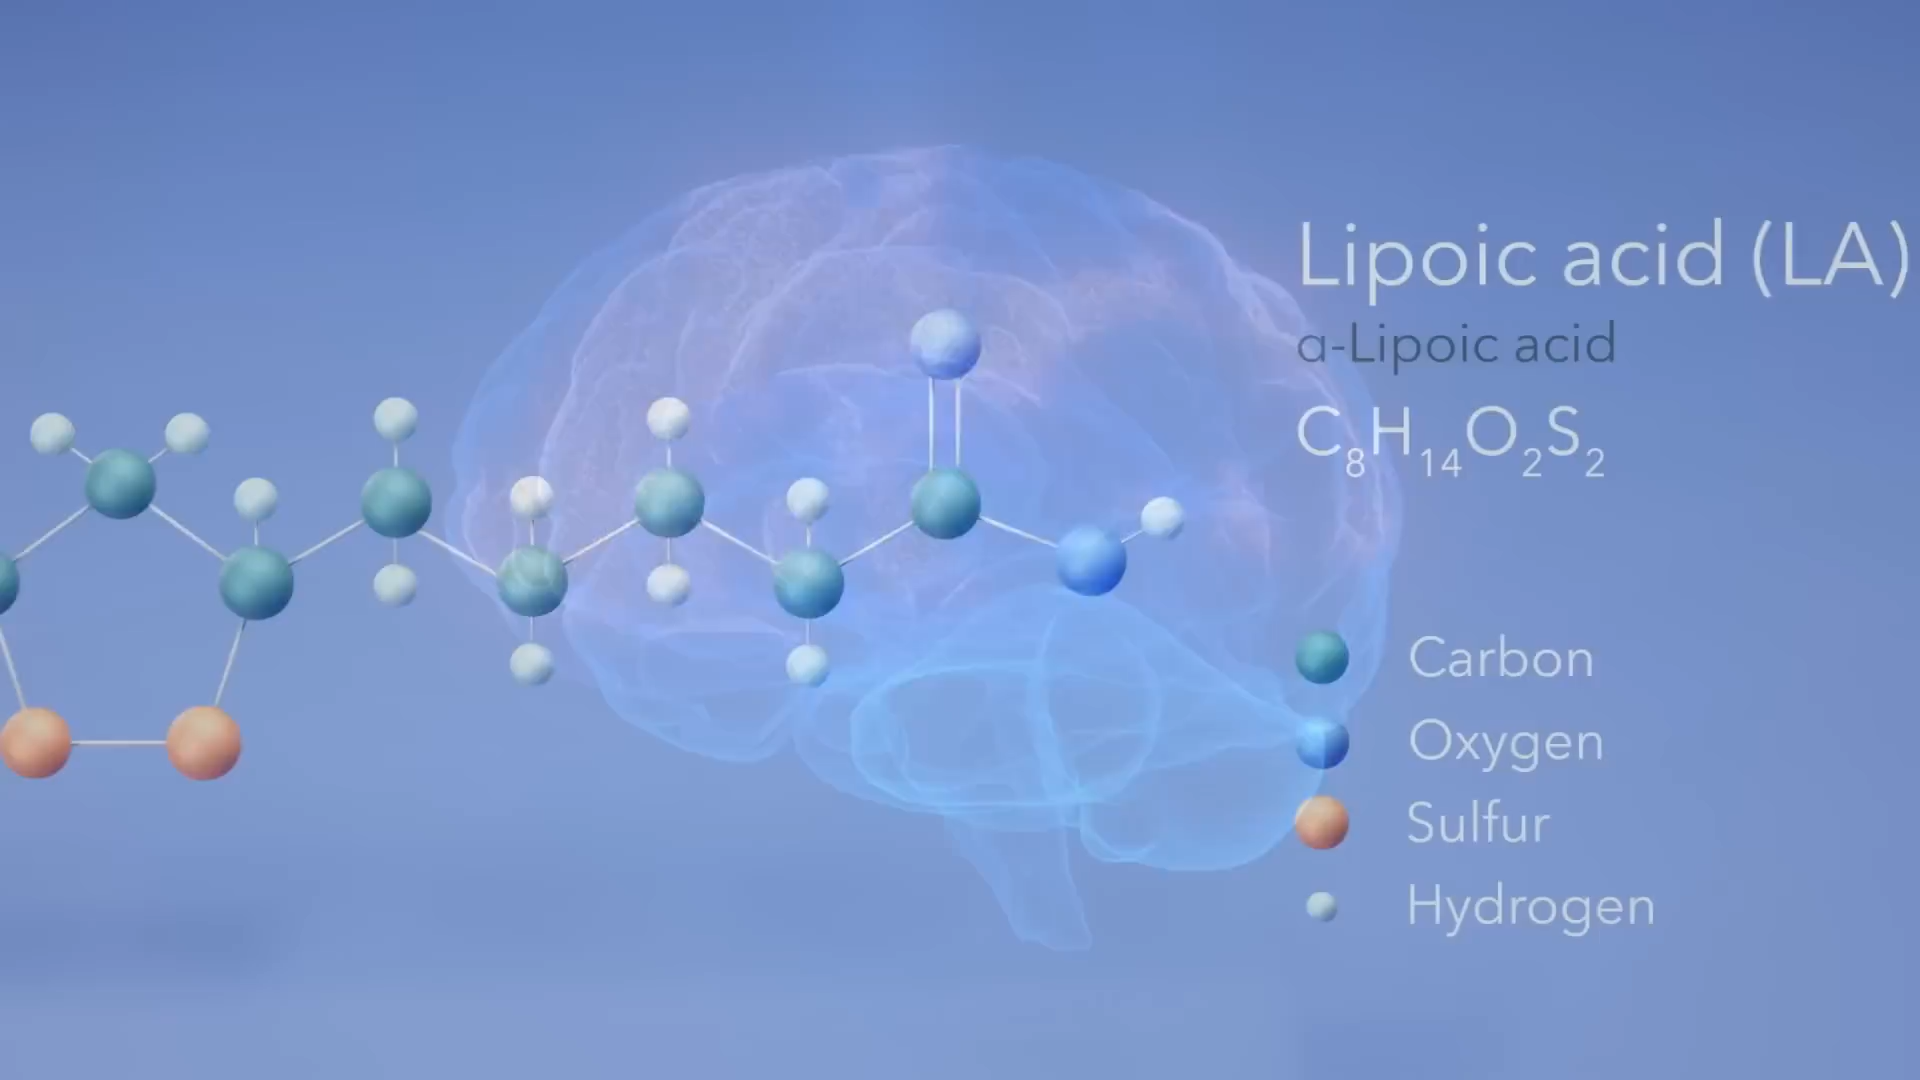 Lipoic acid (LA)
α-Lipoic acid
C₈H₁₄O₂S₂
Carbon
Oxygen
Sulfur
Hydrogen